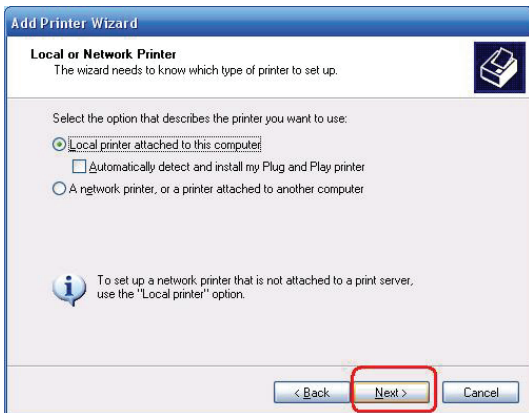 Add Printer Wizard
Local or Network Printer
The wizard needs to know which type of printer to set up.
Select the option that describes the printer you want to use:
Local printer attached to this computer
Automatically detect and install my Plug and Play printer
A network printer, or a printer attached to another computer
To set up a network printer that is not attached to a print server,
use the "Local printer" option.
< Back Next > Cancel